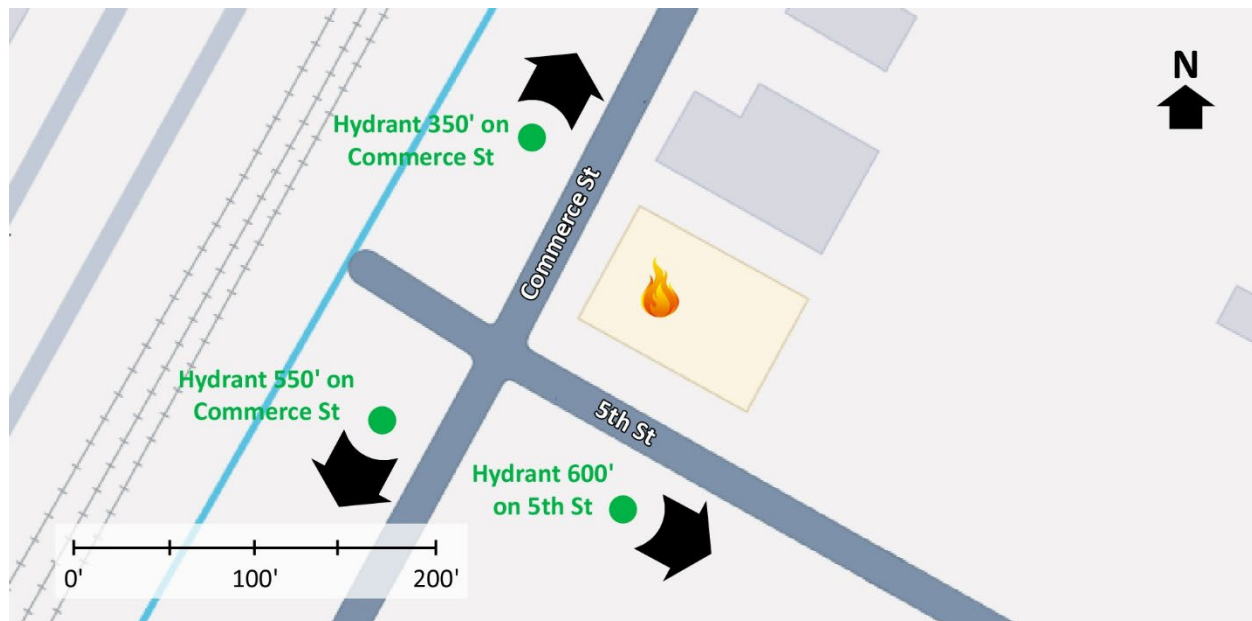 N
Hydrant 350' on
Commerce St
Commerce St
Hydrant 550' on
Commerce St
5th St
Hydrant 600'
on 5th St
0' 100' 200'